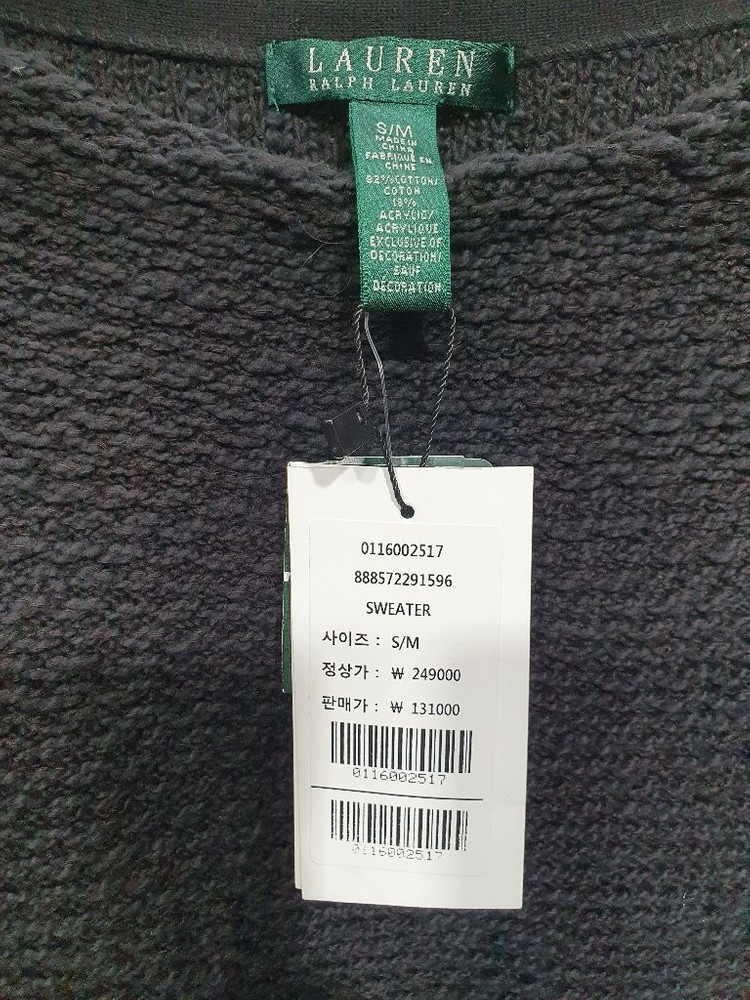 LAUREN
RALPH LAUREN
S/M
MADE IN
CHINA
FABRIQUÉ EN
CHINE
82% COTTON/
COTON
18%
ACRYLIC/
ACRYLIQUE
EXCLUSIVE OF
DECORATION/
SAUF
DÉCORATION
0116002517
888572291596
SWEATER
사이즈 : S/M
정상가 : ₩ 249000
판매가 : ₩ 131000
0116002517
0116002517